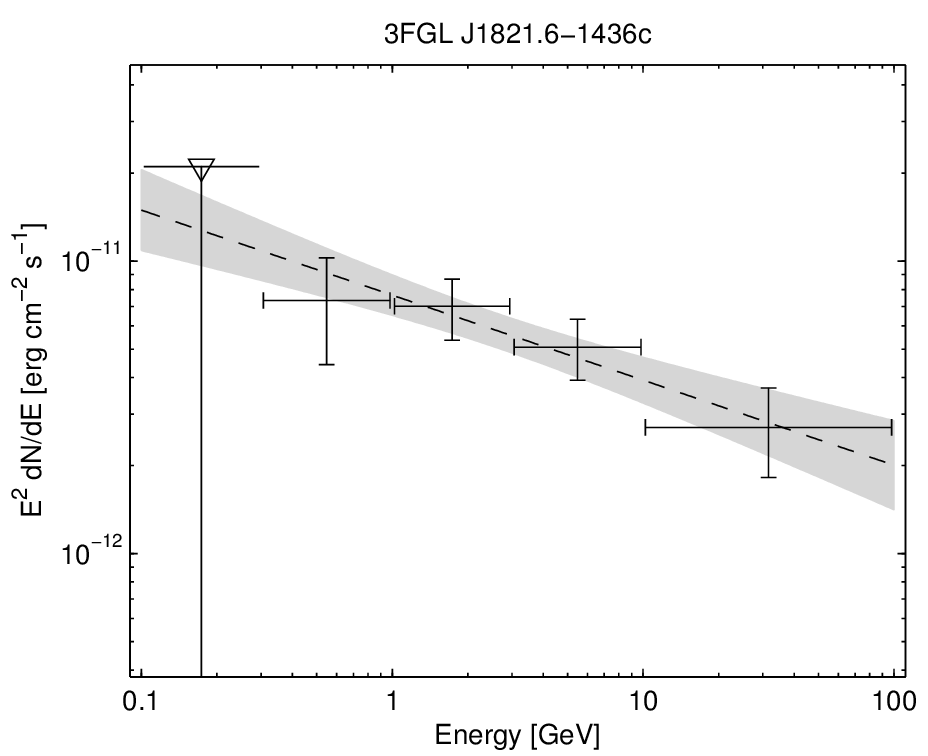 3FGL J1821.6−1436c
E² dN/dE [erg cm⁻² s⁻¹]
10⁻¹¹
10⁻¹²
0.1 1 10 100
Energy [GeV]